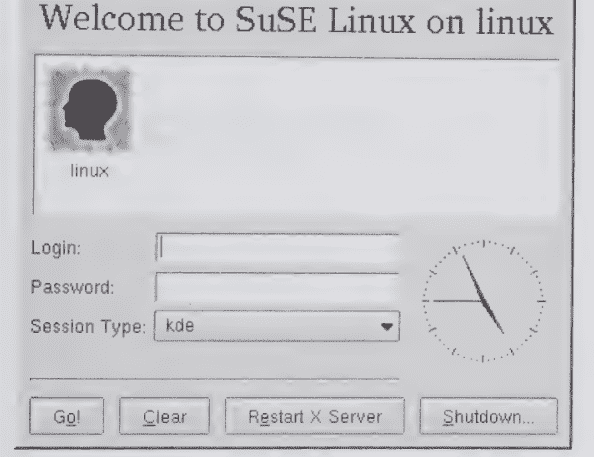 Welcome to SuSE Linux on linux
linux
Login:
Password:
Session Type: kde
Go! Clear Restart X Server Shutdown...